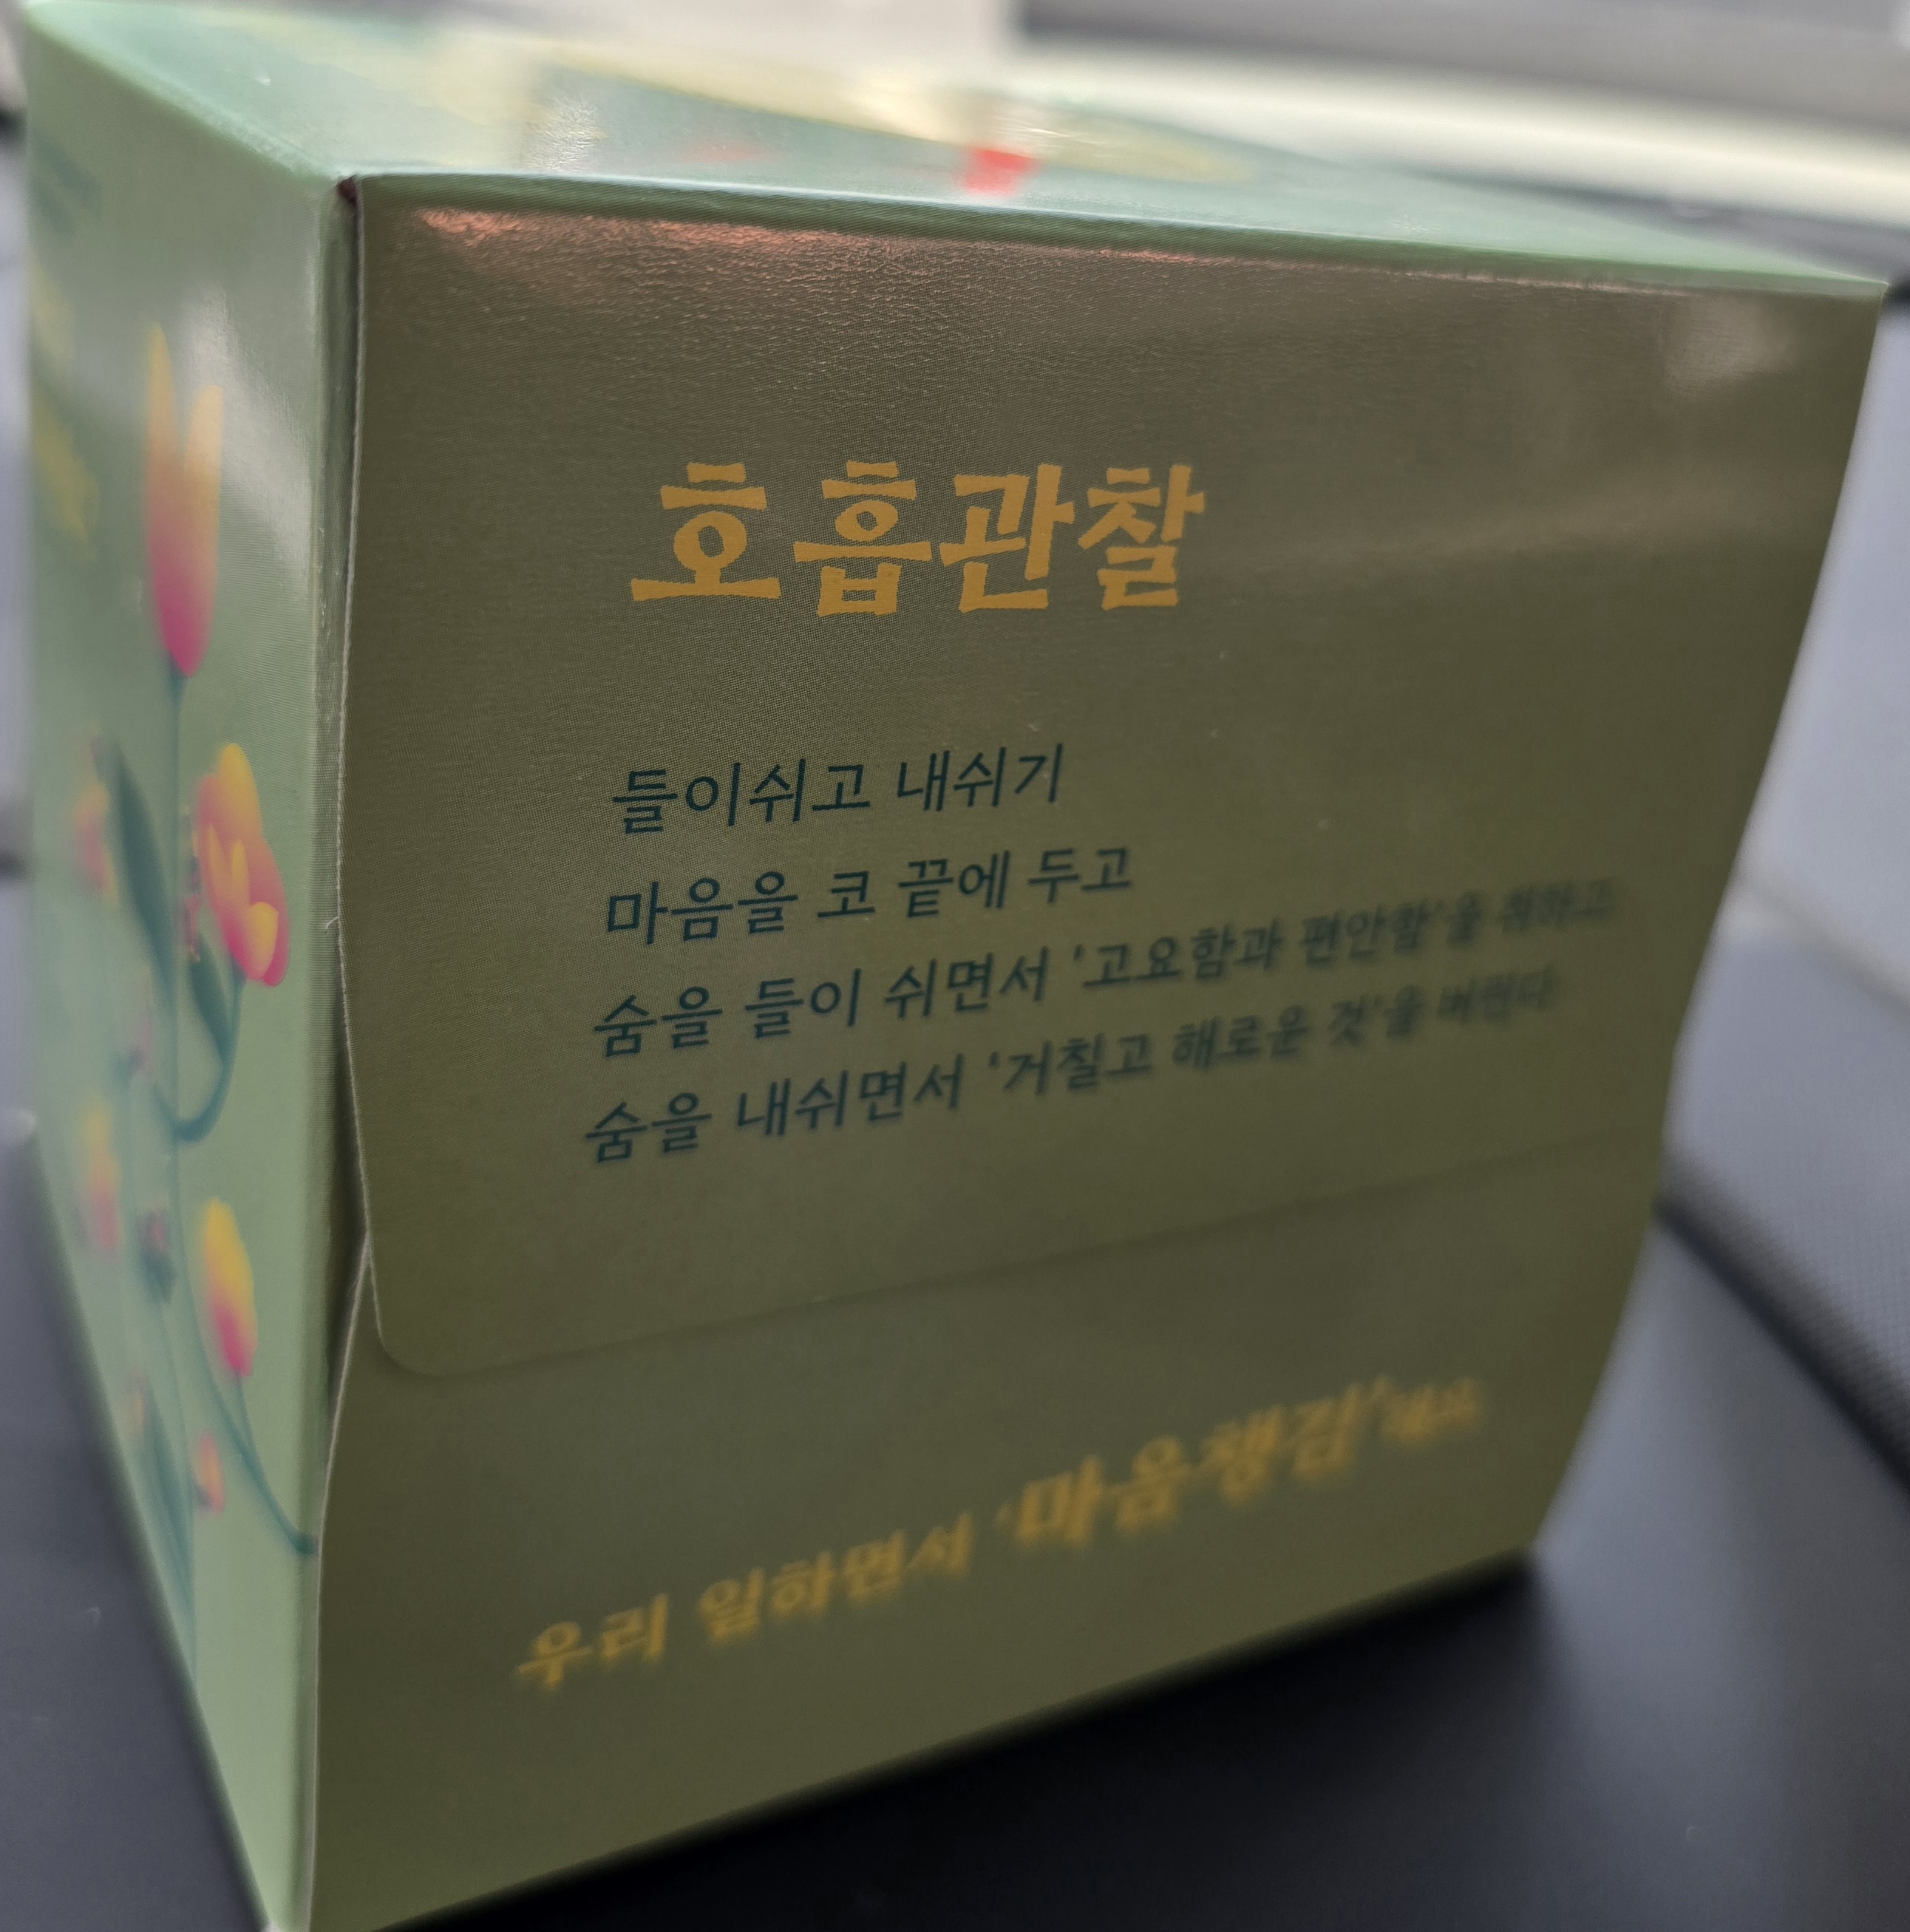 호흡관찰
들이쉬고 내쉬기
마음을 코 끝에 두고
숨을 들이 쉬면서 '고요함과 편안함'을 취하고
숨을 내쉬면서 '거칠고 해로운 것'을 버린다
우리 일하면서 '마음챙김'해요